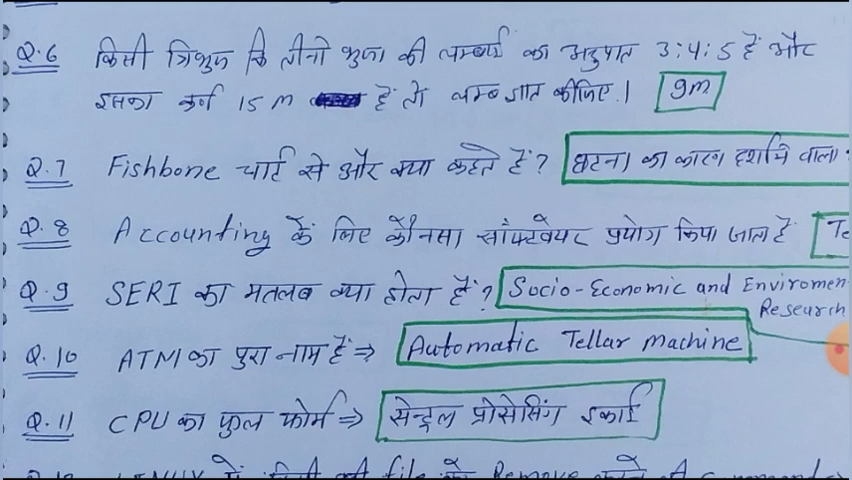 Q.6 किसी त्रिभुज कि तीनो भुजा की लम्बाई का अनुपात 3:4:5 हैं और
इसका कर्ण 15 m हैं तो लम्ब ज्ञात कीजिए.। 9m
Q.7 Fishbone चार्ट से और क्या कहते हैं? घटना का कारण दर्शाने वाला
Q.8 Accounting कें लिए कौनसा सॉफ्टवेयर प्रयोग किया जाता हैं Te
Q.9 SERI का मतलब क्या होता हैं? Socio-Economic and Enviromen
Research
Q.10 ATM का पुरा नाम हैं ⇒ Automatic Tellar machine
Q.11 CPU का फुल फोर्म ⇒ सेन्ट्रल प्रोसेसिंग इकाई